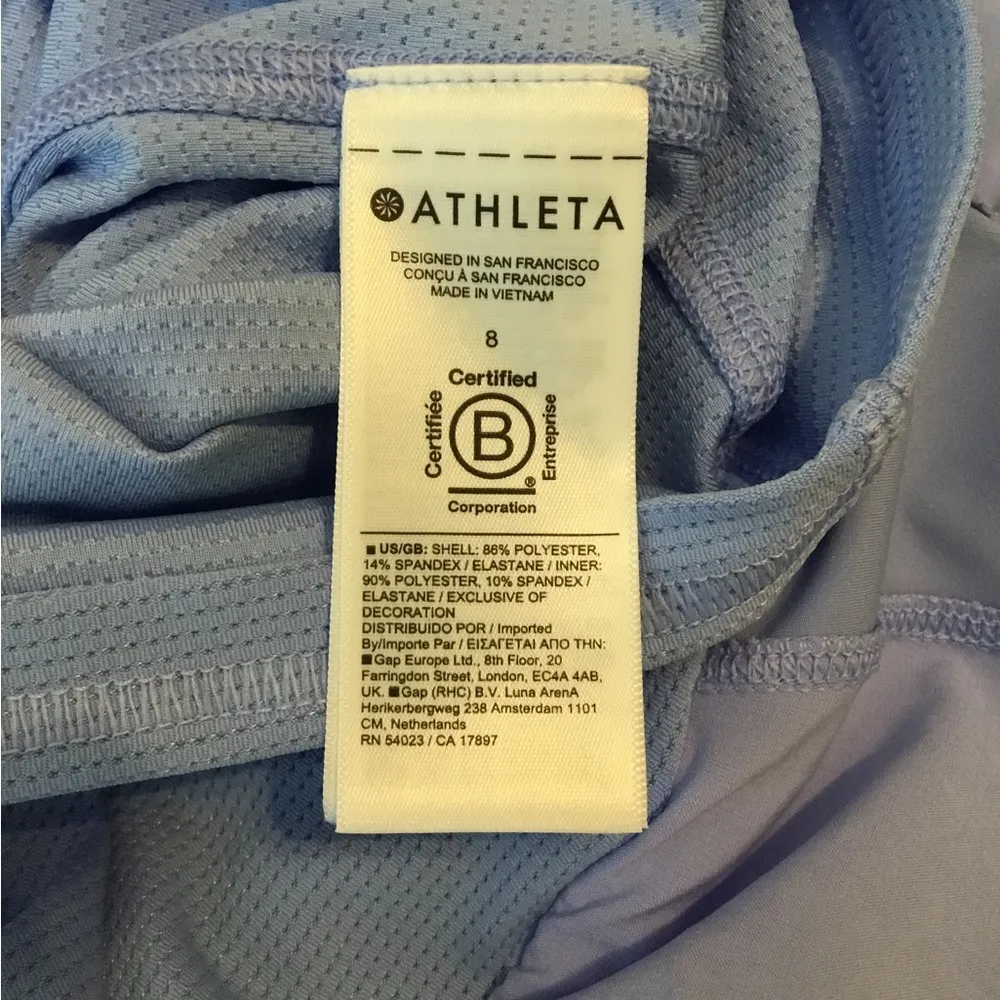 ATHLETA
DESIGNED IN SAN FRANCISCO
CONÇU À SAN FRANCISCO
MADE IN VIETNAM
8
Certified
Certifiée
B
Entreprise
®
Corporation
■ US/GB: SHELL: 86% POLYESTER,
14% SPANDEX / ELASTANE / INNER:
90% POLYESTER, 10% SPANDEX /
ELASTANE / EXCLUSIVE OF
DECORATION
DISTRIBUIDO POR / Imported
By/Importe Par / ΕΙΣΑΓΕΤΑΙ ΑΠΟ ΤΗΝ:
■Gap Europe Ltd., 8th Floor, 20
Farringdon Street, London, EC4A 4AB,
UK. ■Gap (RHC) B.V. Luna ArenA
Herikerbergweg 238 Amsterdam 1101
CM, Netherlands
RN 54023 / CA 17897